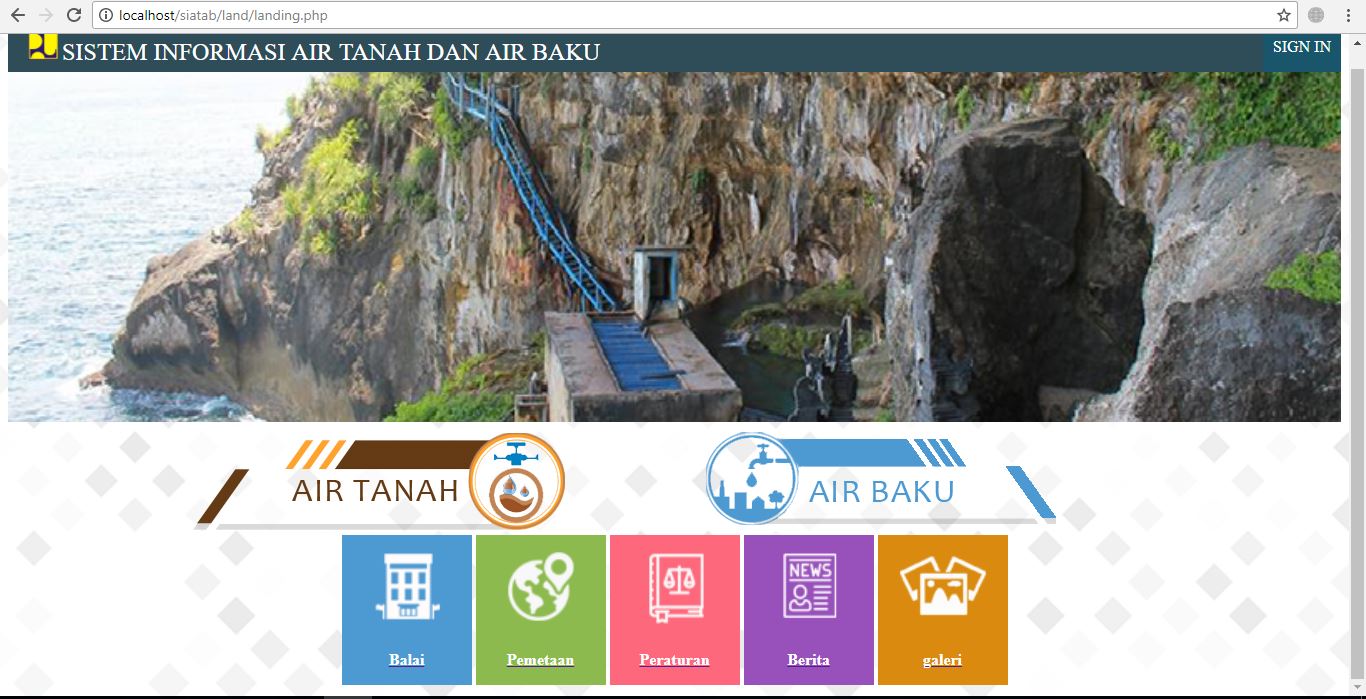 localhost/siatab/land/landing.php
SISTEM INFORMASI AIR TANAH DAN AIR BAKU
SIGN IN
AIR TANAH
AIR BAKU
NEWS
Balai
Pemetaan
Peraturan
Berita
galeri